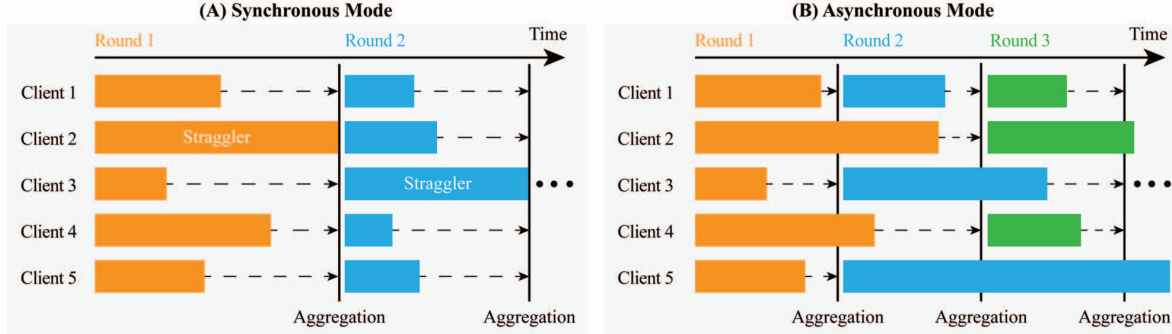 (A) Synchronous Mode
Round 1 Round 2 Time
Client 1
Client 2 Straggler
Client 3 Straggler
Client 4
Client 5
Aggregation Aggregation
(B) Asynchronous Mode
Round 1 Round 2 Round 3 Time
Client 1
Client 2
Client 3
Client 4
Client 5
Aggregation Aggregation Aggregation